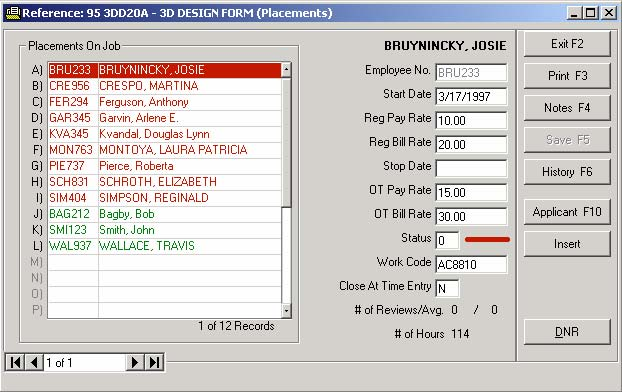 Reference: 95 3DD20A - 3D DESIGN FORM (Placements)
Placements On Job
A) BRU233 BRUYNINCKY, JOSIE
B) CRE956 CRESPO, MARTINA
C) FER294 Ferguson, Anthony
D) GAR345 Garvin, Arlene E.
E) KVA345 Kvandal, Douglas Lynn
F) MON763 MONTOYA, LAURA PATRICIA
G) PIE737 Pierce, Roberta
H) SCH831 SCHROTH, ELIZABETH
I) SIM404 SIMPSON, REGINALD
J) BAG212 Bagby, Bob
K) SMI123 Smith, John
L) WAL937 WALLACE, TRAVIS
M)
N)
O)
P)
1 of 12 Records
1 of 1
BRUYNINCKY, JOSIE
Employee No. BRU233
Start Date 3/17/1997
Reg Pay Rate 10.00
Reg Bill Rate 20.00
Stop Date
OT Pay Rate 15.00
OT Bill Rate 30.00
Status 0
Work Code AC8810
Close At Time Entry N
# of Reviews/Avg. 0 / 0
# of Hours 114
Exit F2
Print F3
Notes F4
Save F5
History F6
Applicant F10
Insert
DNR